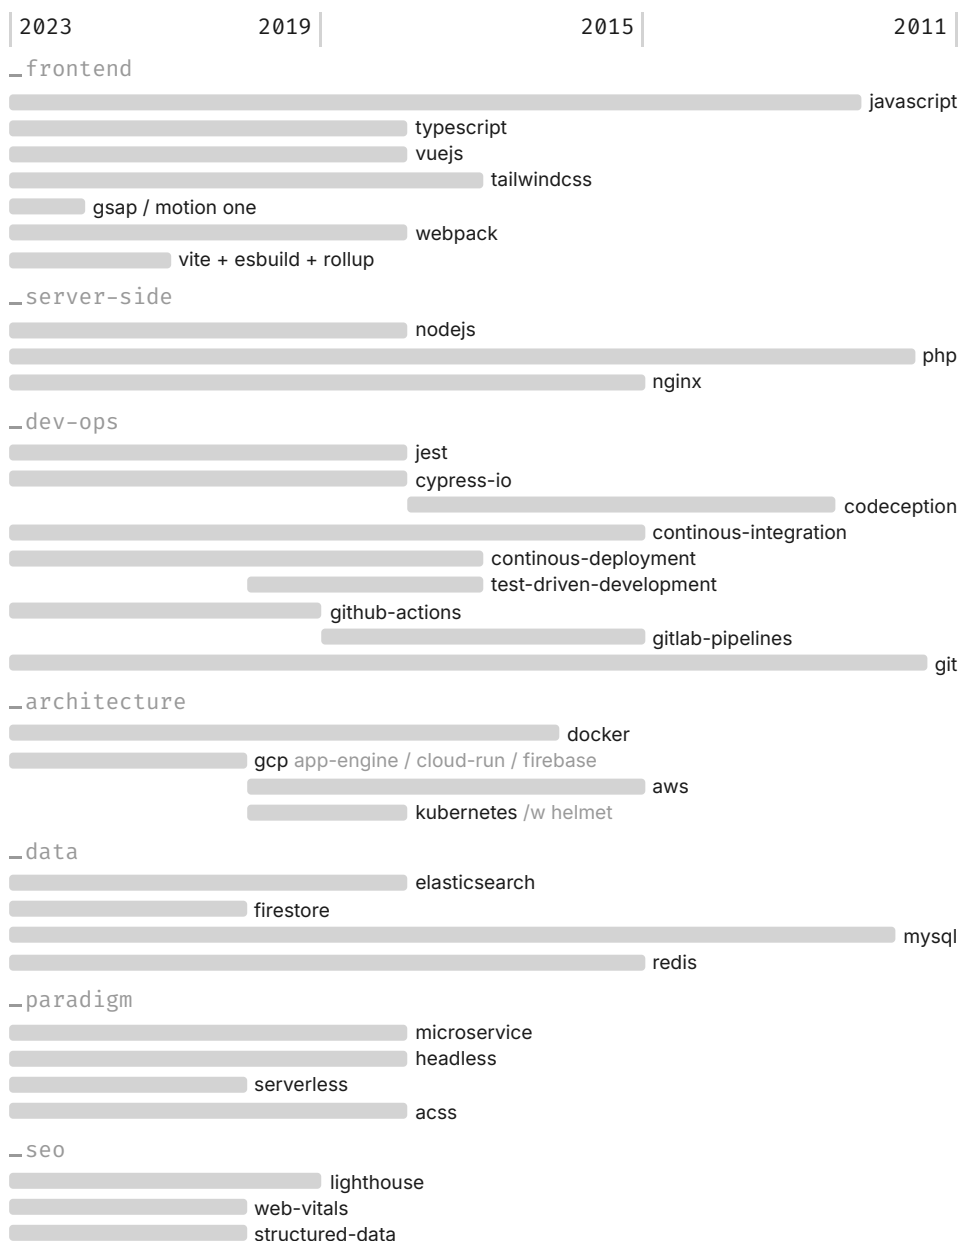 2023 2019 2015 2011
_frontend
javascript
typescript
vuejs
tailwindcss
gsap / motion one
webpack
vite + esbuild + rollup
_server-side
nodejs
php
nginx
_dev-ops
jest
cypress-io
codeception
continous-integration
continous-deployment
test-driven-development
github-actions
gitlab-pipelines
git
_architecture
docker
gcp app-engine / cloud-run / firebase
aws
kubernetes /w helmet
_data
elasticsearch
firestore
mysql
redis
_paradigm
microservice
headless
serverless
acss
_seo
lighthouse
web-vitals
structured-data